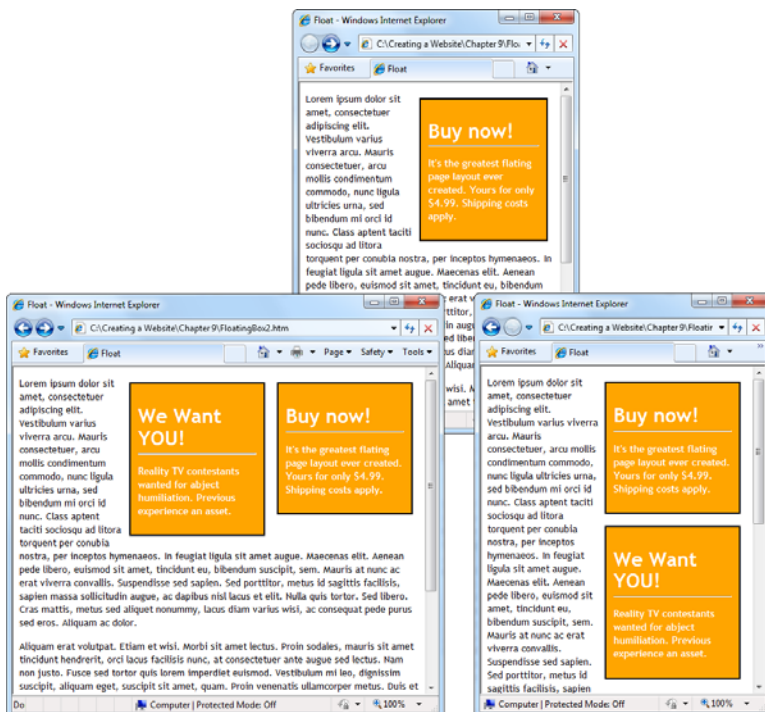 Float - Windows Internet Explorer
C:\Creating a Website\Chapter 9\Floa
Favorites
Float
Lorem ipsum dolor sit
amet, consectetuer
adipiscing elit.
Vestibulum varius
viverra arcu. Mauris
consectetuer, arcu
mollis condimentum
commodo, nunc ligula
ultricies urna, sed
bibendum mi orci id
nunc. Class aptent taciti
sociosqu ad litora
torquent per conubia nostra, per inceptos hymenaeos. In
feugiat ligula sit amet augue. Maecenas elit. Aenean
pede libero, euismod sit amet, tincidunt eu, bibendum
Buy now!
It's the greatest flating
page layout ever
created. Yours for only
$4.99. Shipping costs
apply.
Float - Windows Internet Explorer
C:\Creating a Website\Chapter 9\FloatingBox2.htm
Favorites
Float
Page
Safety
Tools
Lorem ipsum dolor sit
amet, consectetuer
adipiscing elit.
Vestibulum varius
viverra arcu. Mauris
consectetuer, arcu
mollis condimentum
commodo, nunc ligula
ultricies urna, sed
bibendum mi orci id
nunc. Class aptent
taciti sociosqu ad litora
torquent per conubia
nostra, per inceptos hymenaeos. In feugiat ligula sit amet augue. Maecenas elit. Aenean
pede libero, euismod sit amet, tincidunt eu, bibendum suscipit, sem. Mauris at nunc ac
erat viverra convallis. Suspendisse sed sapien. Sed porttitor, metus id sagittis facilisis,
sapien massa sollicitudin augue, ac dapibus nisl lacus et elit. Nulla quis tortor. Sed libero.
Cras mattis, metus sed aliquet nonummy, lacus diam varius wisi, ac consequat pede purus
sed eros. Aliquam ac dolor.
Aliquam erat volutpat. Etiam et wisi. Morbi sit amet lectus. Proin sodales, mauris sit amet
tincidunt hendrerit, orci lacus facilisis nunc, at consectetuer ante augue sed lectus. Nam
non justo. Fusce sed tortor quis lorem imperdiet euismod. Vestibulum mi leo, dignissim
suscipit, aliquam eget, suscipit sit amet, quam. Proin venenatis ullamcorper metus. Duis et
We Want
YOU!
Reality TV contestants
wanted for abject
humiliation. Previous
experience an asset.
Buy now!
It's the greatest flating
page layout ever created.
Yours for only $4.99.
Shipping costs apply.
Do
Computer | Protected Mode: Off
100%
Float - Windows Internet Explorer
C:\Creating a Website\Chapter 9\Floatin
Favorites
Float
Lorem ipsum dolor sit
amet, consectetuer
adipiscing elit.
Vestibulum varius
viverra arcu. Mauris
consectetuer, arcu mollis
condimentum commodo,
nunc ligula ultricies urna,
sed bibendum mi orci id
nunc. Class aptent taciti
sociosqu ad litora
torquent per conubia
nostra, per inceptos
hymenaeos. In feugiat
ligula sit amet augue.
Maecenas elit. Aenean
pede libero, euismod sit
amet, tincidunt eu,
bibendum suscipit, sem.
Mauris at nunc ac erat
viverra convallis.
Suspendisse sed sapien.
Sed porttitor, metus id
sagittis facilisis, sapien
Buy now!
It's the greatest flating
page layout ever created.
Yours for only $4.99.
Shipping costs apply.
We Want
YOU!
Reality TV contestants
wanted for abject
humiliation. Previous
experience an asset.
Computer | Protected Mode: Off
100%